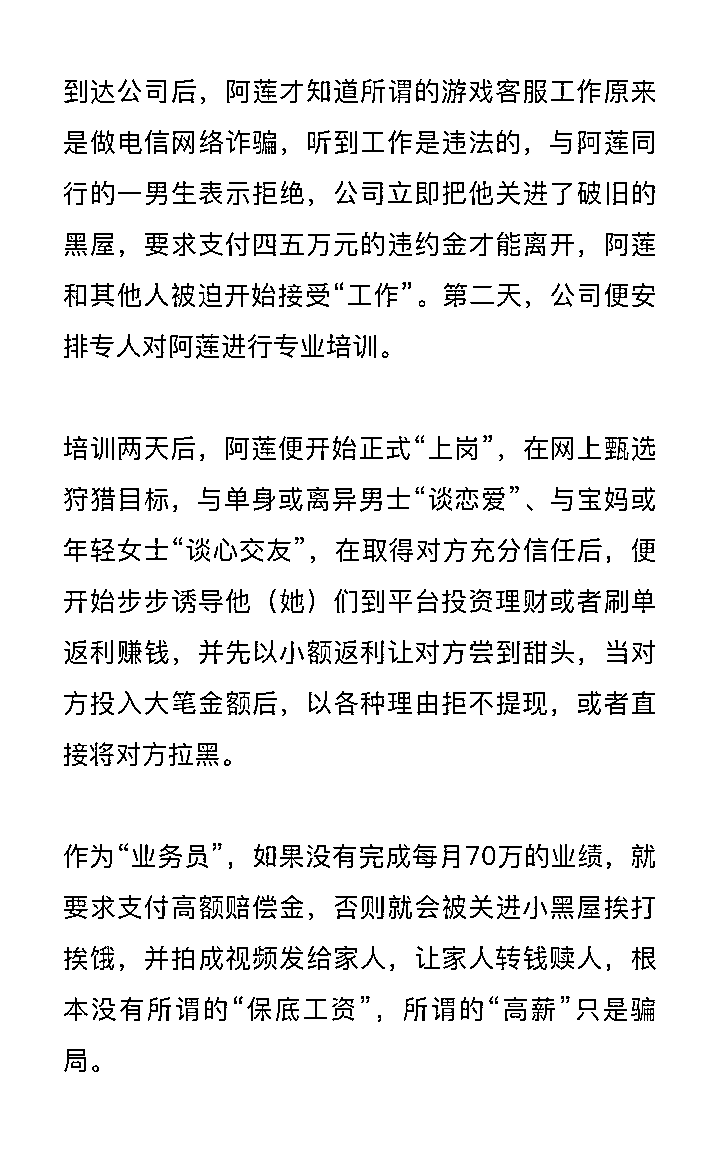 到达公司后，阿莲才知道所谓的游戏客服工作原来
是做电信网络诈骗，听到工作是违法的，与阿莲同
行的一男生表示拒绝，公司立即把他关进了破旧的
黑屋，要求支付四五万元的违约金才能离开，阿莲
和其他人被迫开始接受“工作”。第二天，公司便安
排专人对阿莲进行专业培训。
培训两天后，阿莲便开始正式“上岗”，在网上甄选
狩猎目标，与单身或离异男士“谈恋爱”、与宝妈或
年轻女士“谈心交友”，在取得对方充分信任后，便
开始步步诱导他（她）们到平台投资理财或者刷单
返利赚钱，并先以小额返利让对方尝到甜头，当对
方投入大笔金额后，以各种理由拒不提现，或者直
接将对方拉黑。
作为“业务员”，如果没有完成每月70万的业绩，就
要求支付高额赔偿金，否则就会被关进小黑屋挨打
挨饿，并拍成视频发给家人，让家人转钱赎人，根
本没有所谓的“保底工资”，所谓的“高薪”只是骗
局。